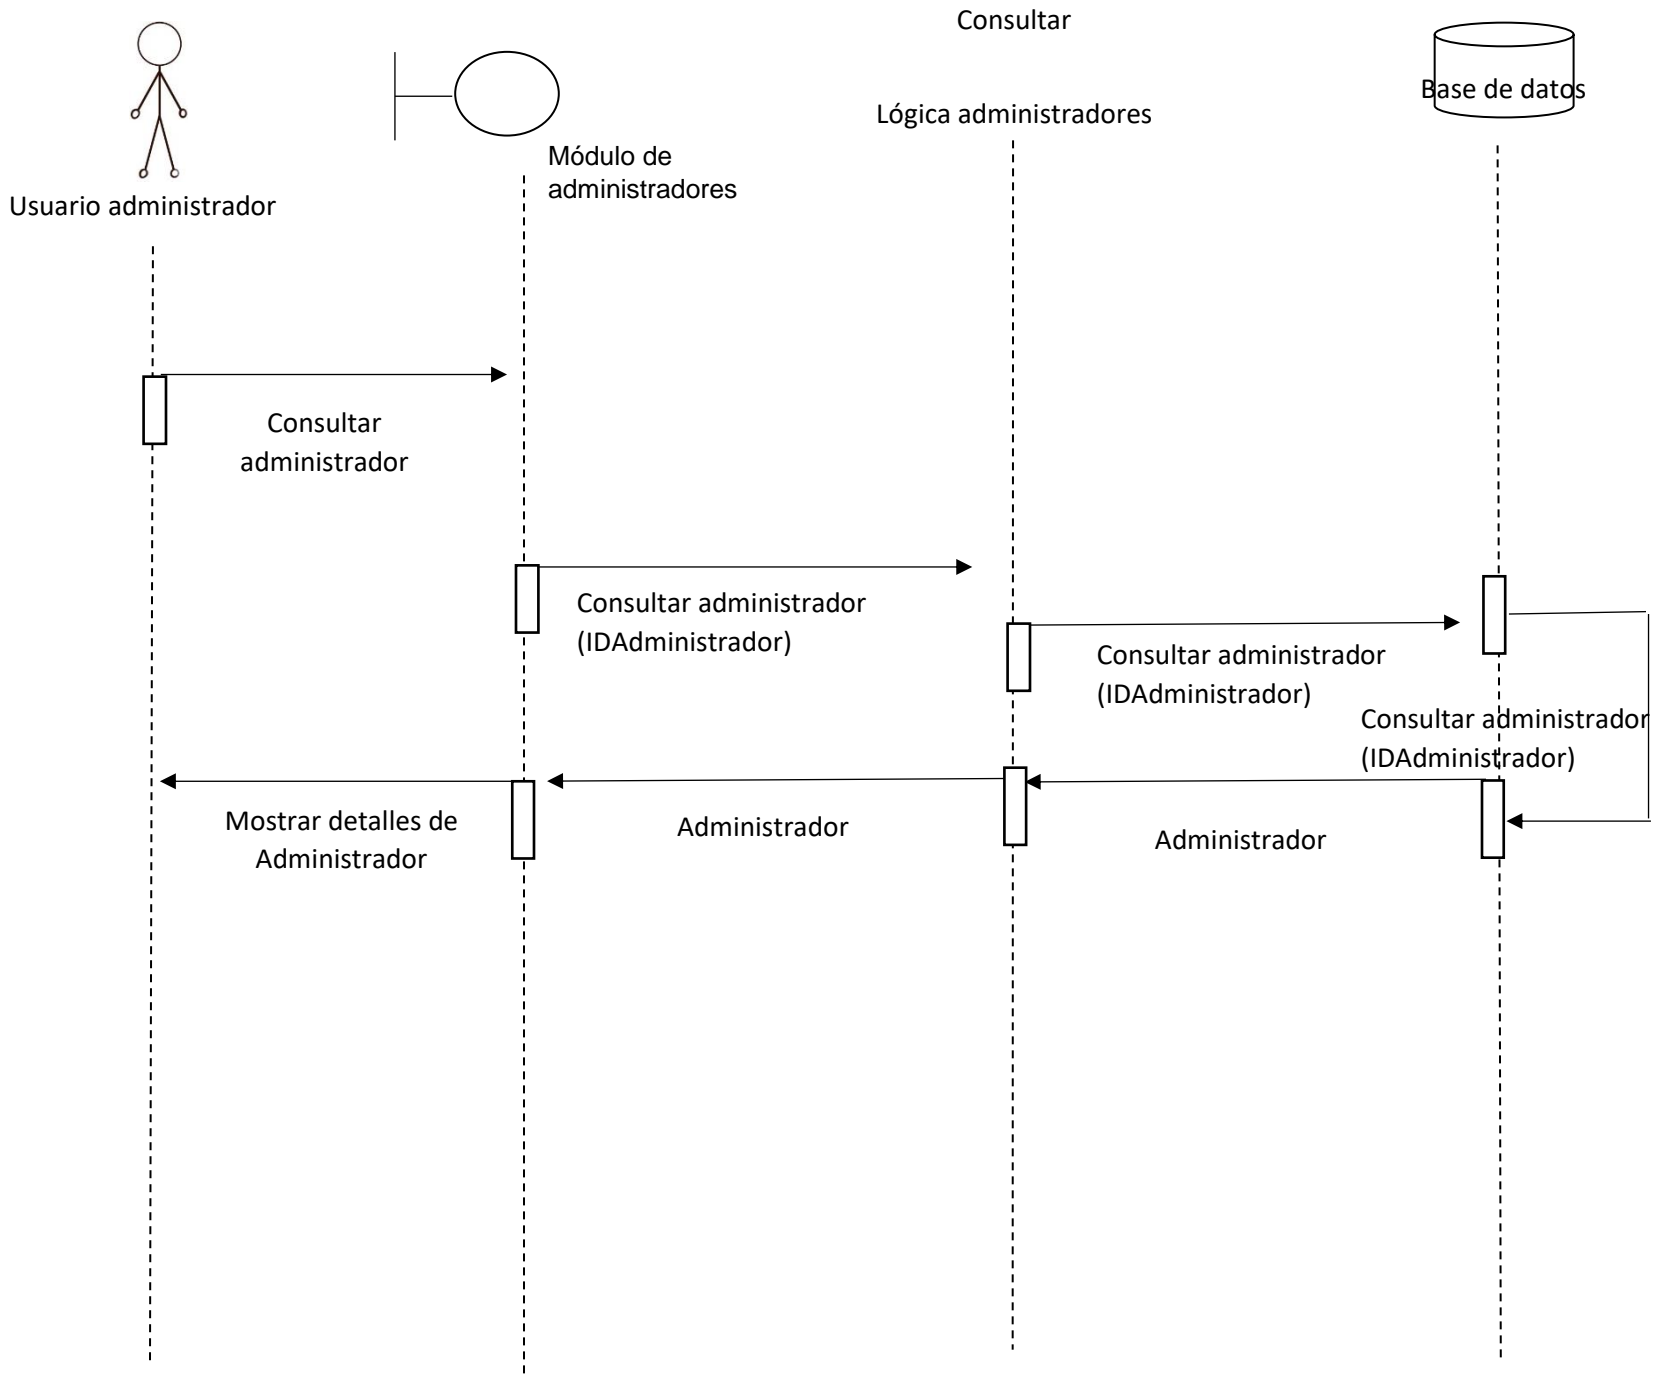 Consultar
Base de datos
Lógica administradores
Módulo de
administradores
Usuario administrador
Consultar
administrador
Consultar administrador
(IDAdministrador)
Consultar administrador
(IDAdministrador)
Consultar administrador
(IDAdministrador)
Mostrar detalles de
Administrador
Administrador
Administrador